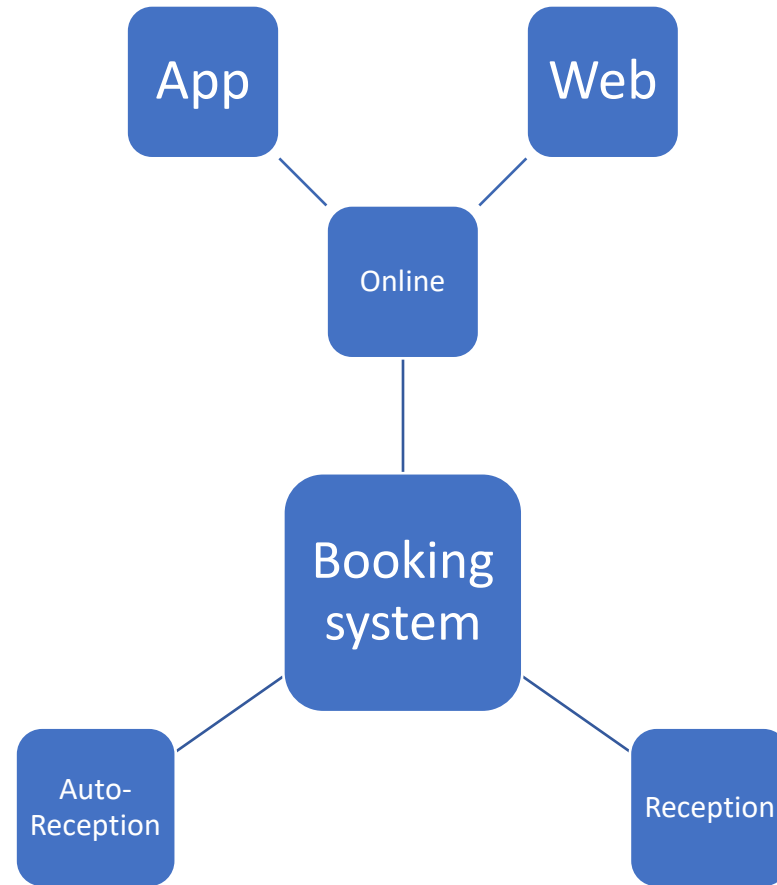 App
Web
Online
Booking
system
Auto-
Reception
Reception